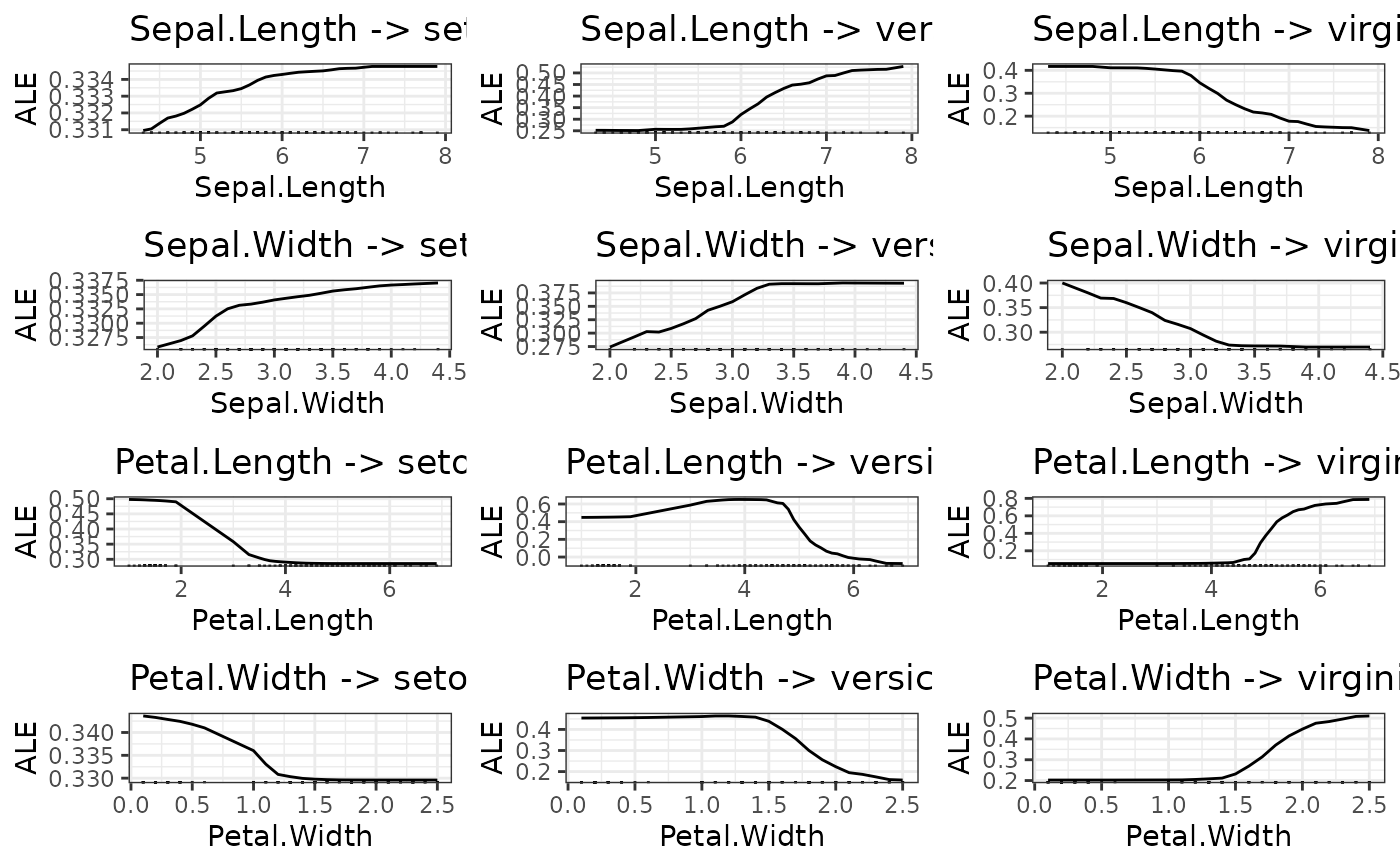 Sepal.Length -> set
Sepal.Length -> ver
Sepal.Length -> virgi
ALE
0.334
0.333
0.332
0.331
5 6 7 8
Sepal.Length
ALE
0.50
0.45
0.40
0.35
0.30
0.25
5 6 7 8
Sepal.Length
ALE
0.4
0.3
0.2
5 6 7 8
Sepal.Length
Sepal.Width -> set
Sepal.Width -> vers
Sepal.Width -> virgi
ALE
0.3375
0.3350
0.3325
0.3300
0.3275
2.0 2.5 3.0 3.5 4.0 4.5
Sepal.Width
ALE
0.375
0.350
0.325
0.300
0.275
2.0 2.5 3.0 3.5 4.0 4.5
Sepal.Width
ALE
0.40
0.35
0.30
2.0 2.5 3.0 3.5 4.0 4.5
Sepal.Width
Petal.Length -> seto
Petal.Length -> versi
Petal.Length -> virgin
ALE
0.50
0.45
0.40
0.35
0.30
2 4 6
Petal.Length
ALE
0.6
0.4
0.2
0.0
2 4 6
Petal.Length
ALE
0.8
0.6
0.4
0.2
2 4 6
Petal.Length
Petal.Width -> seto
Petal.Width -> versic
Petal.Width -> virgini
ALE
0.340
0.335
0.330
0.0 0.5 1.0 1.5 2.0 2.5
Petal.Width
ALE
0.4
0.3
0.2
0.0 0.5 1.0 1.5 2.0 2.5
Petal.Width
ALE
0.5
0.4
0.3
0.2
0.0 0.5 1.0 1.5 2.0 2.5
Petal.Width